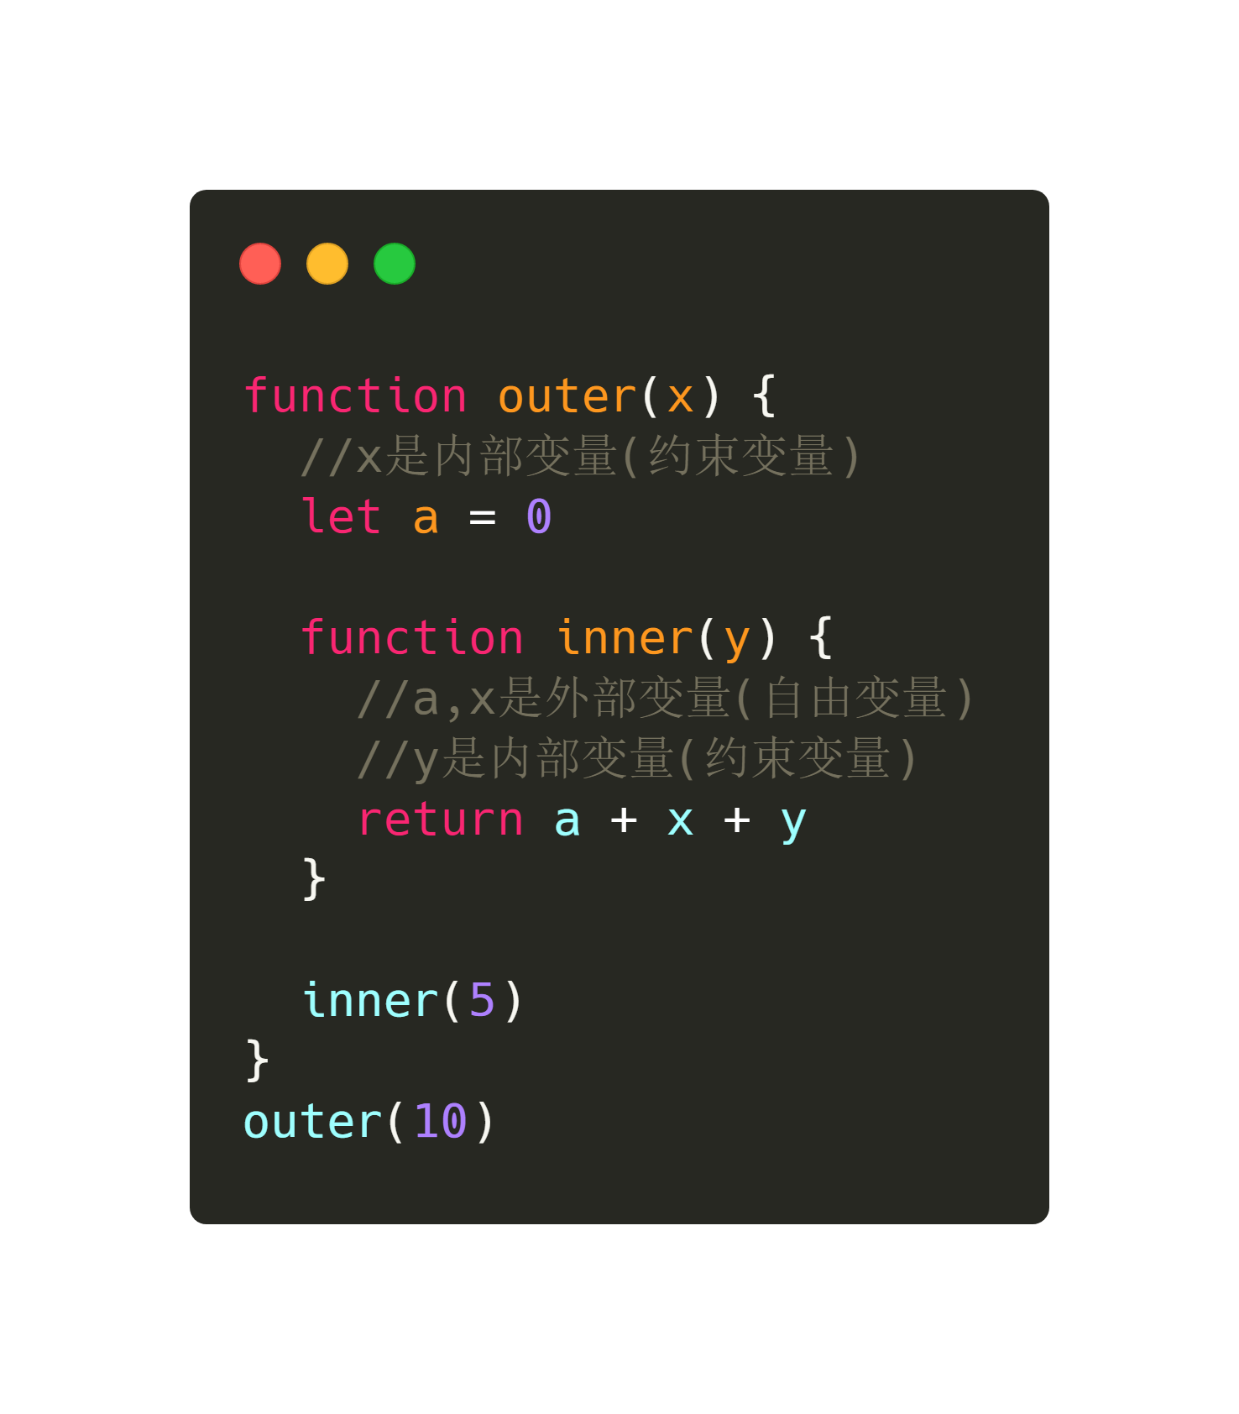 function outer(x) {
  //x是内部变量(约束变量)
  let a = 0
  function inner(y) {
    //a,x是外部变量(自由变量)
    //y是内部变量(约束变量)
    return a + x + y
  }
  inner(5)
}
outer(10)